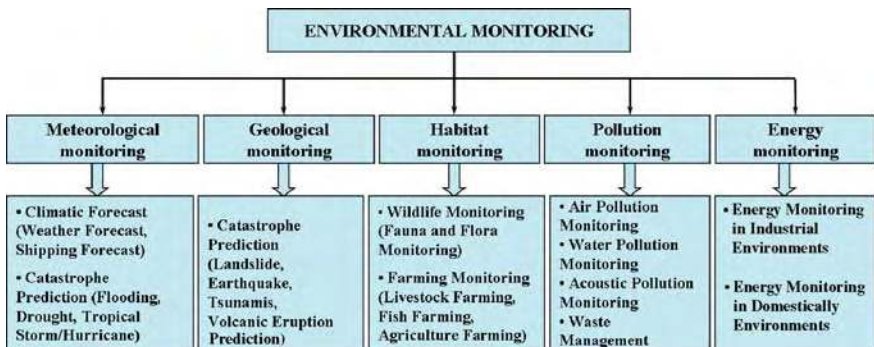 ENVIRONMENTAL MONITORING
Meteorological
monitoring
Geological
monitoring
Habitat
monitoring
Pollution
monitoring
Energy
monitoring
• Climatic Forecast
(Weather Forecast,
Shipping Forecast)
• Catastrophe
Prediction (Flooding,
Drought, Tropical
Storm/Hurricane)
• Catastrophe
Prediction
(Landslide,
Earthquake,
Tsunamis,
Volcanic Eruption
Prediction)
• Wildlife Monitoring
(Fauna and Flora
Monitoring)
• Farming Monitoring
(Livestock Farming,
Fish Farming,
Agriculture Farming)
• Air Pollution
Monitoring
• Water Pollution
Monitoring
• Acoustic Pollution
Monitoring
• Waste
Management
• Energy Monitoring
in Industrial
Environments
• Energy Monitoring
in Domestically
Environments